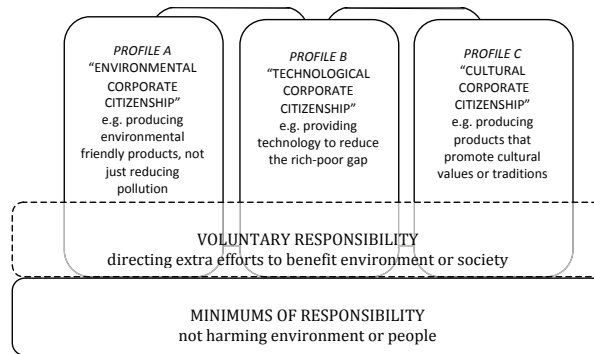 PROFILE A
"ENVIRONMENTAL
CORPORATE
CITIZENSHIP"
e.g. producing
environmental
friendly products, not
just reducing
pollution
PROFILE B
"TECHNOLOGICAL
CORPORATE
CITIZENSHIP"
e.g. providing
technology to reduce
the rich-poor gap
PROFILE C
"CULTURAL
CORPORATE
CITIZENSHIP"
e.g. producing
products that
promote cultural
values or traditions
VOLUNTARY RESPONSIBILITY
directing extra efforts to benefit environment or society
MINIMUMS OF RESPONSIBILITY
not harming environment or people